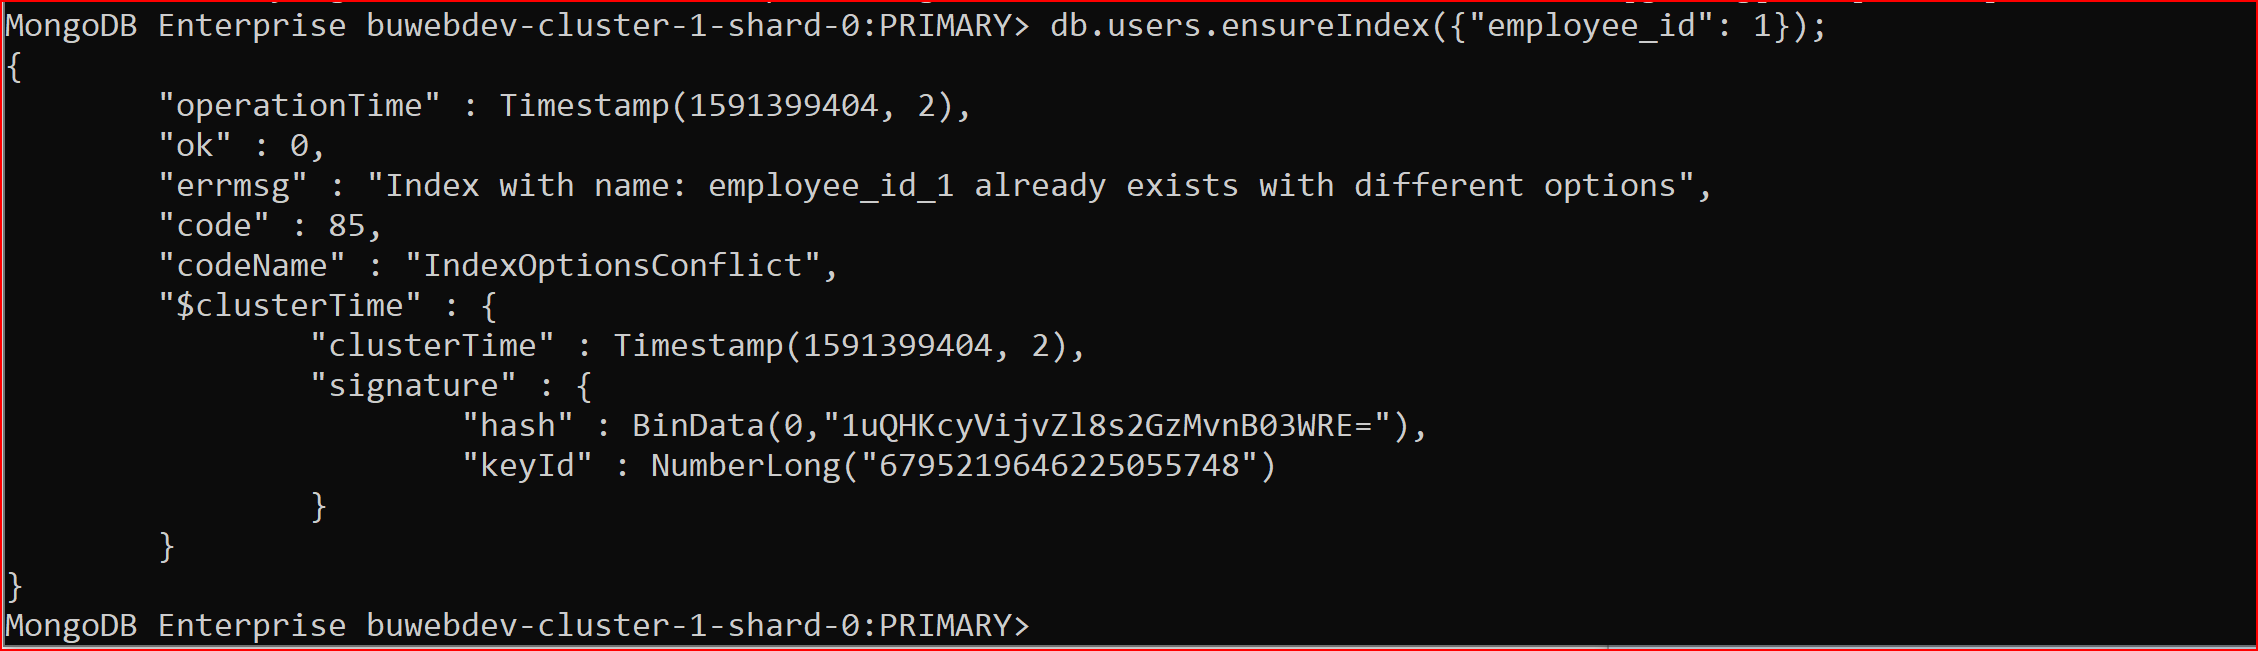 MongoDB Enterprise buwebdev-cluster-1-shard-0:PRIMARY> db.users.ensureIndex({"employee_id": 1});
{
        "operationTime" : Timestamp(1591399404, 2),
        "ok" : 0,
        "errmsg" : "Index with name: employee_id_1 already exists with different options",
        "code" : 85,
        "codeName" : "IndexOptionsConflict",
        "$clusterTime" : {
                "clusterTime" : Timestamp(1591399404, 2),
                "signature" : {
                        "hash" : BinData(0,"1uQHKcyVijvZl8s2GzMvnB03WRE="),
                        "keyId" : NumberLong("6795219646225055748")
                }
        }
}
MongoDB Enterprise buwebdev-cluster-1-shard-0:PRIMARY>